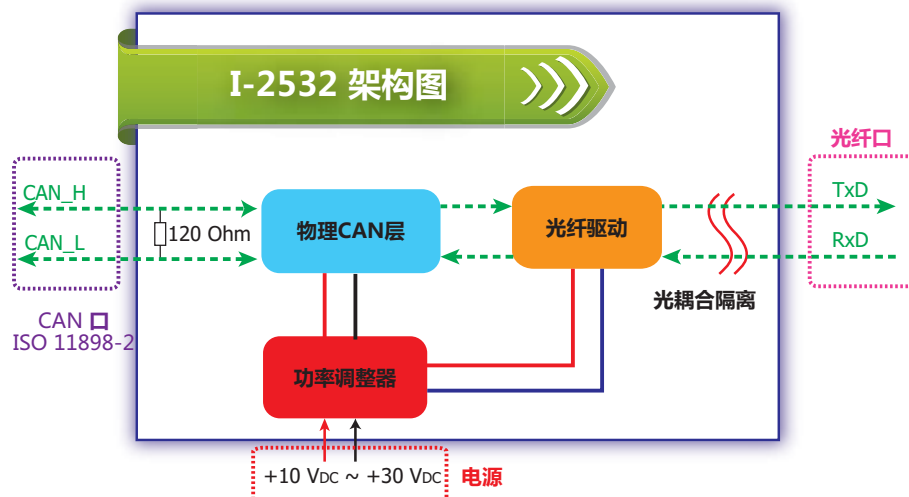 I-2532 架构图
光纤口
CAN_H
TxD
120 Ohm
物理CAN层
光纤驱动
CAN_L
RxD
光耦合隔离
CAN 口
ISO 11898-2
功率调整器
+10 VDC ~ +30 VDC
电源